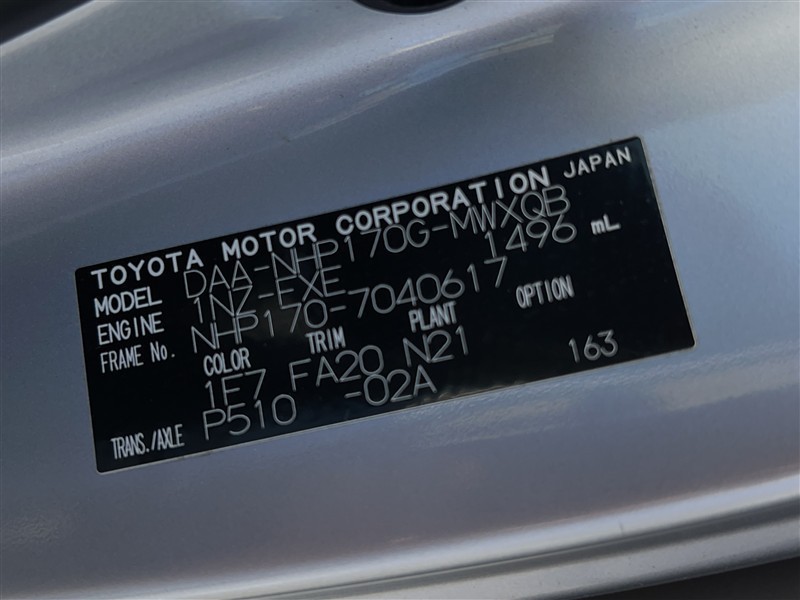 TOYOTA MOTOR CORPORATION JAPAN
MODEL DAA-NHP170G-MWXQB
ENGINE 1NZ-FXE 1496 mL
FRAME No. NHP170-7040617
COLOR TRIM PLANT OPTION
1F7 FA20 N21
TRANS./AXLE P510 -02A 163